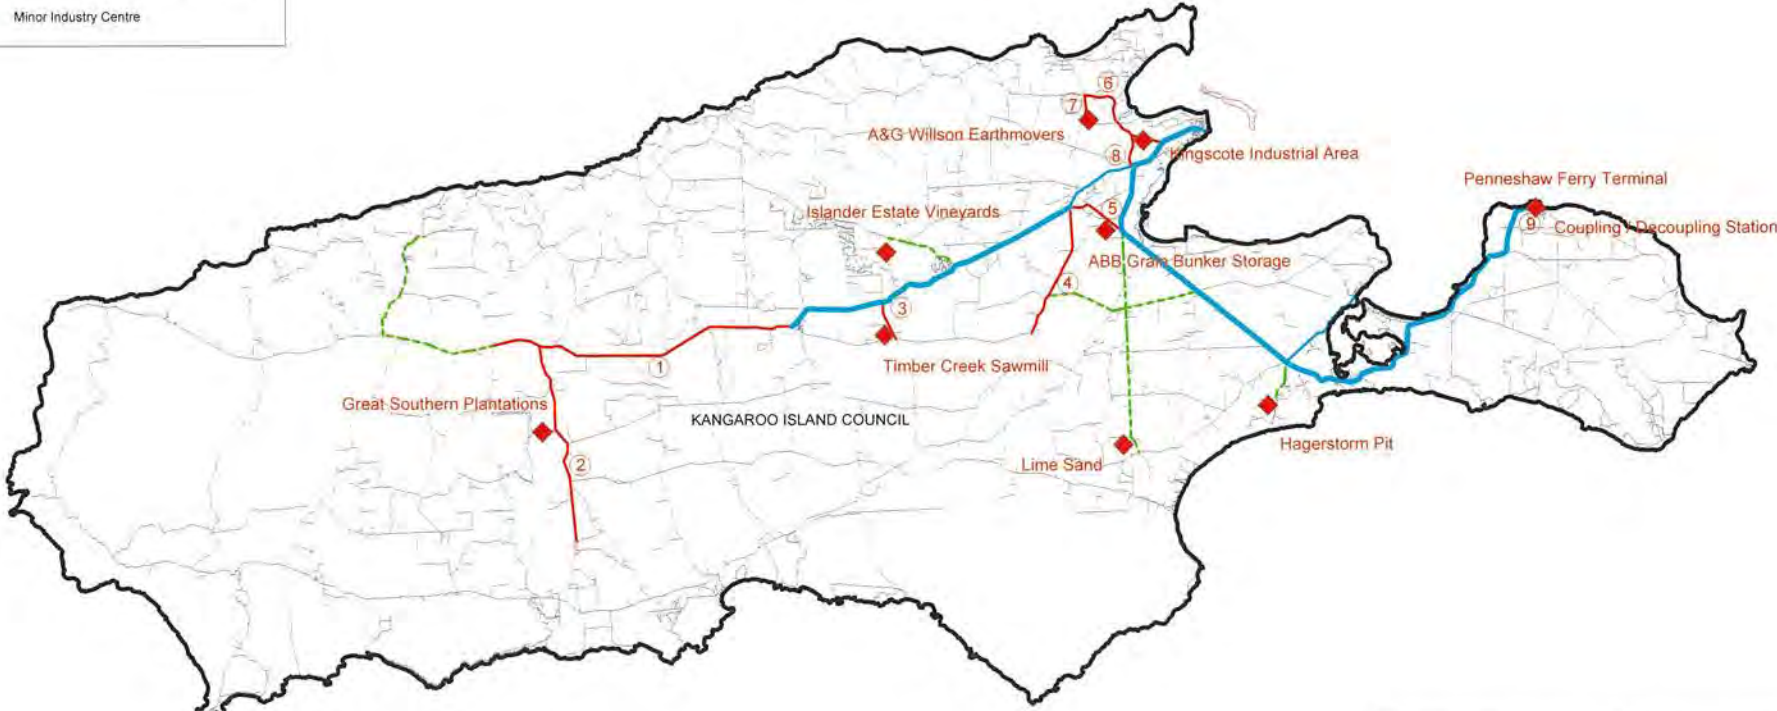 Minor Industry Centre
6
7
A&G Willson Earthmovers
8
Kingscote Industrial Area
Penneshaw Ferry Terminal
9
Coupling / Decoupling Station
Islander Estate Vineyards
5
ABB Grain Bunker Storage
4
3
Timber Creek Sawmill
1
Great Southern Plantations
KANGAROO ISLAND COUNCIL
Hagerstorm Pit
Lime Sand
2